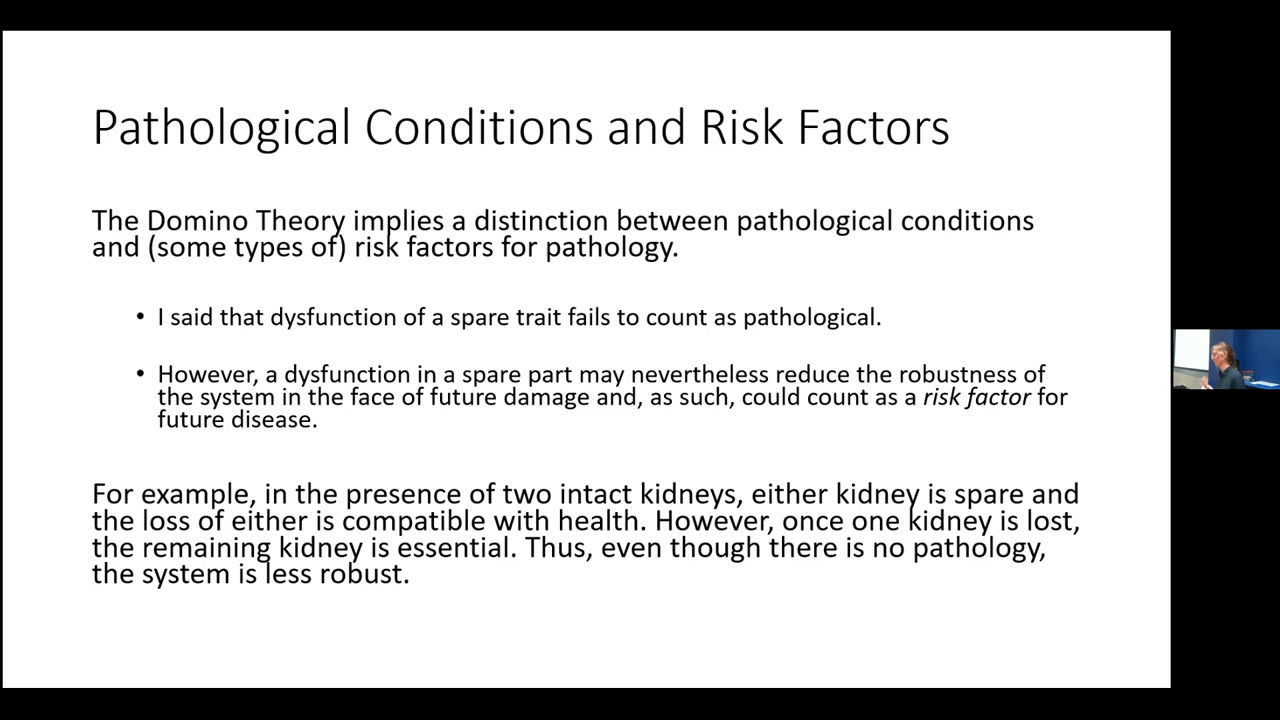 Pathological Conditions and Risk Factors
The Domino Theory implies a distinction between pathological conditions
and (some types of) risk factors for pathology.
• I said that dysfunction of a spare trait fails to count as pathological.
• However, a dysfunction in a spare part may nevertheless reduce the robustness of
the system in the face of future damage and, as such, could count as a risk factor for
future disease.
For example, in the presence of two intact kidneys, either kidney is spare and
the loss of either is compatible with health. However, once one kidney is lost,
the remaining kidney is essential. Thus, even though there is no pathology,
the system is less robust.